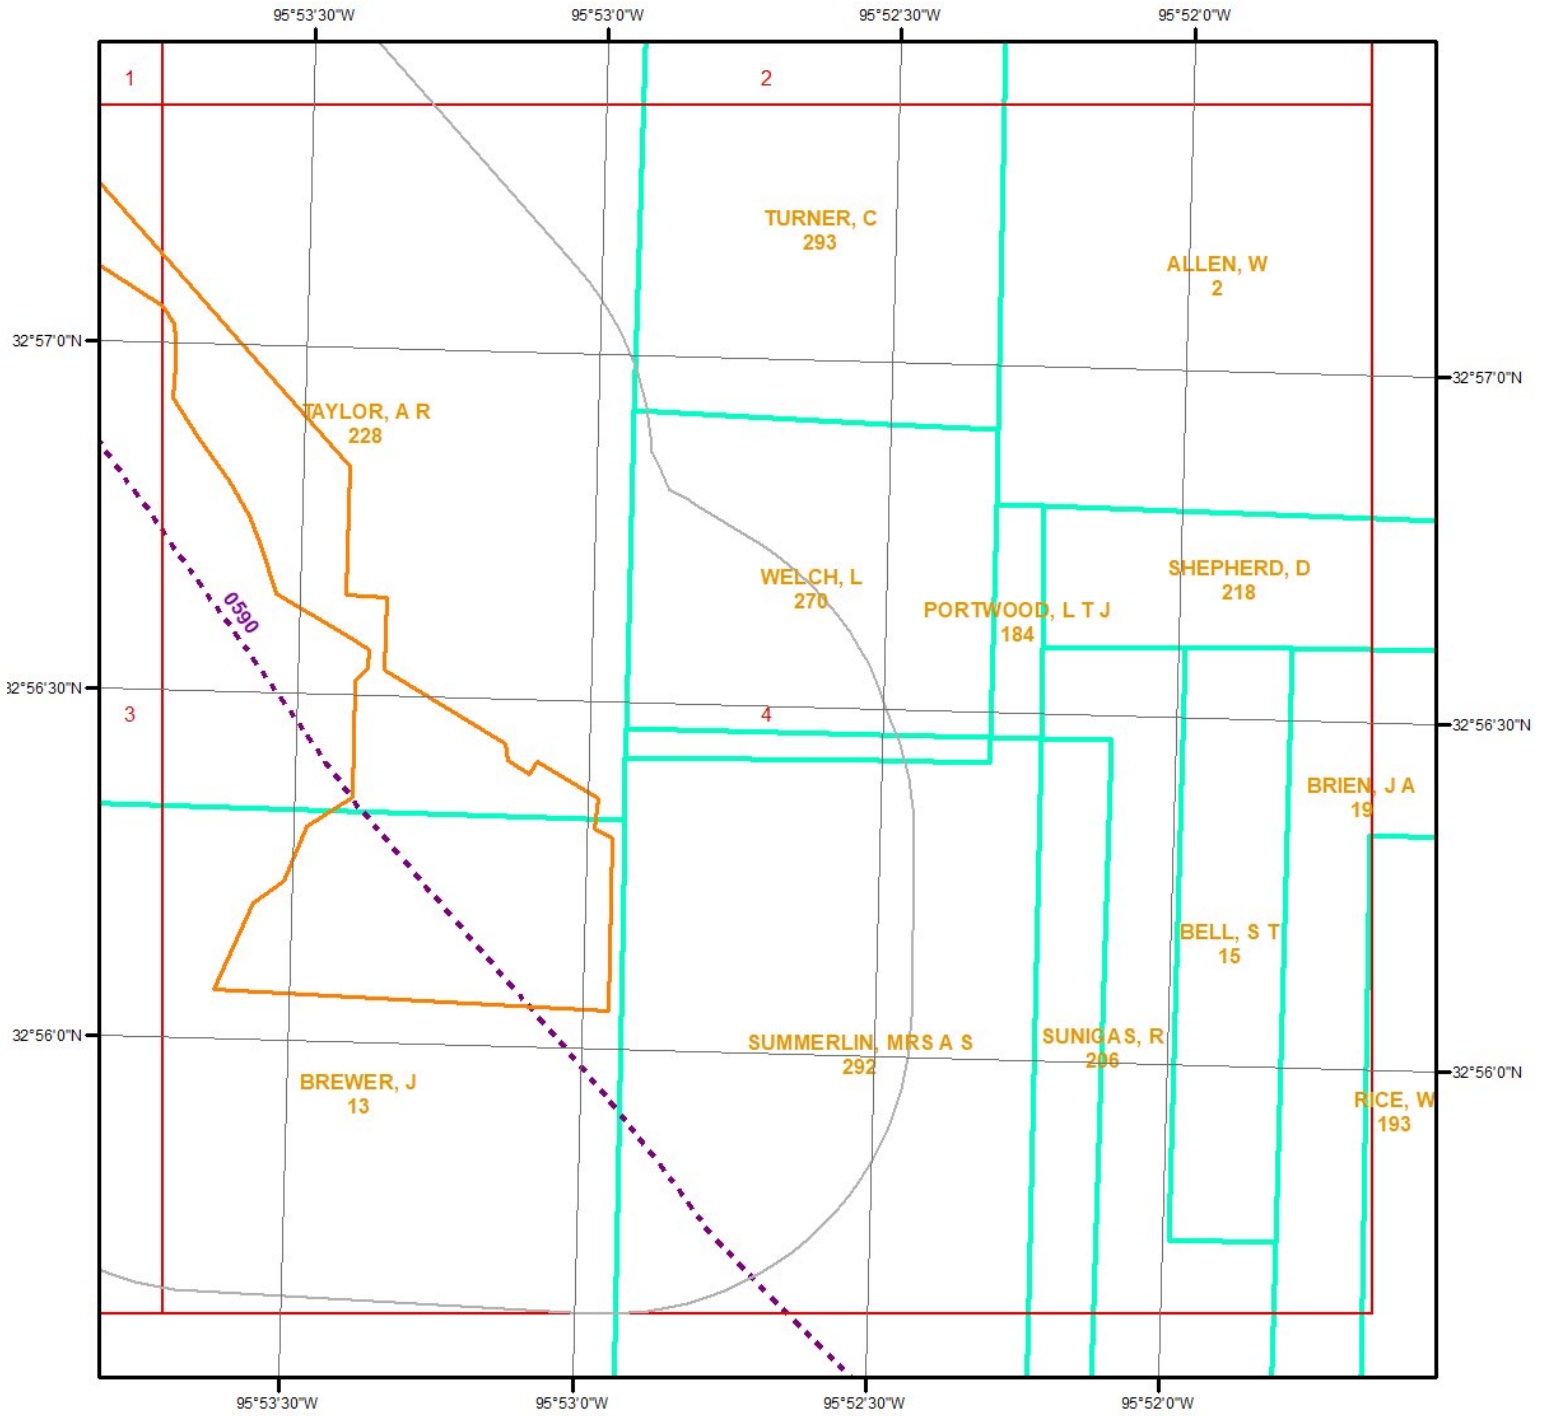 95°53'30"W 95°53'0"W 95°52'30"W 95°52'0"W
1 2
TURNER, C
293
ALLEN, W
2
32°57'0"N
32°57'0"N
TAYLOR, A R
228
WELCH, L
270
SHEPHERD, D
218
PORTWOOD, L T J
184
0590
32°56'30"N
3 4
32°56'30"N
BRIEN, J A
19
BELL, S T
15
32°56'0"N
SUMMERLIN, MRS A S
292
SUNIGAS, R
206
32°56'0"N
BREWER, J
13
RICE, W
193
95°53'30"W 95°53'0"W 95°52'30"W 95°52'0"W